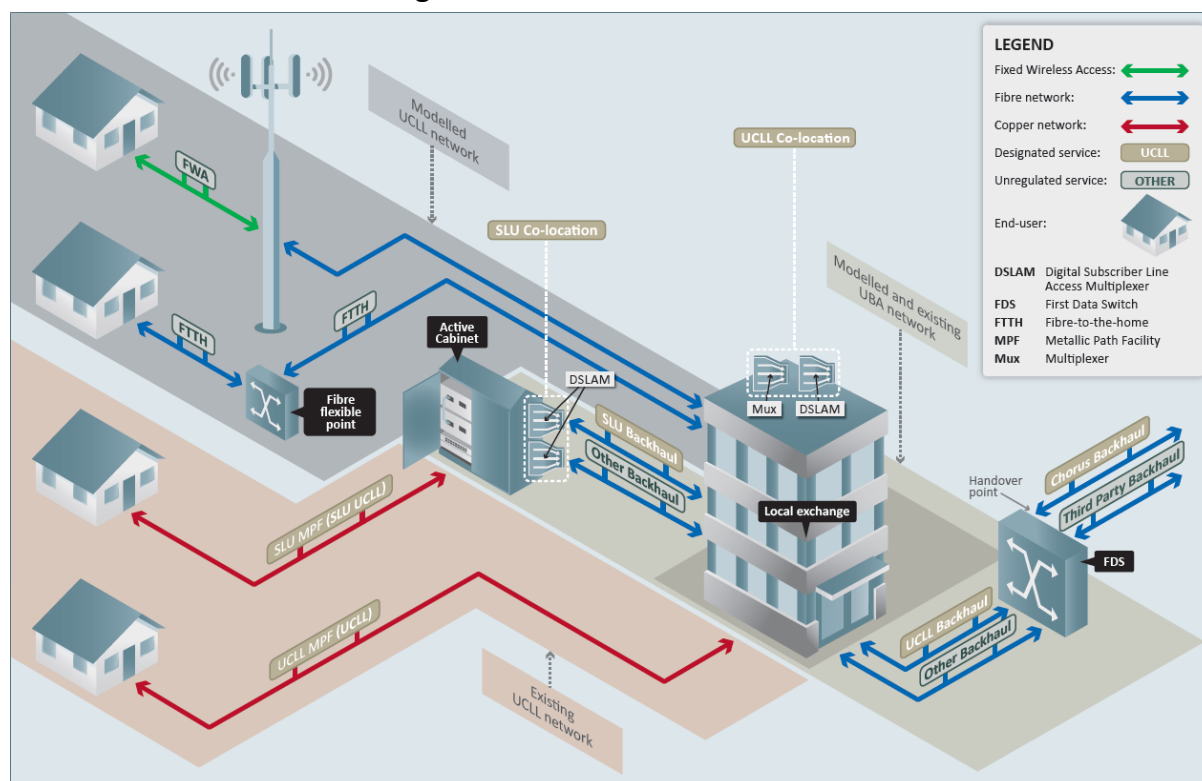 LEGEND
Fixed Wireless Access:
Fibre network:
Copper network:
Designated service: UCLL
Unregulated service: OTHER
End-user:
DSLAM Digital Subscriber Line
Access Multiplexer
FDS First Data Switch
FTTH Fibre-to-the-home
MPF Metallic Path Facility
Mux Multiplexer
Modelled
UCLL network
UCLL Co-location
FWA
SLU Co-location
Modelled and existing
UBA network
FTTH
FTTH
Active
Cabinet
DSLAM
Mux
DSLAM
Fibre
flexible
point
SLU Backhaul
Other Backhaul
Chorus Backhaul
Third Party Backhaul
Handover
point
Local exchange
SLU MPF (SLU UCLL)
FDS
UCLL MPF (UCLL)
UCLL Backhaul
Other Backhaul
Existing
UCLL network